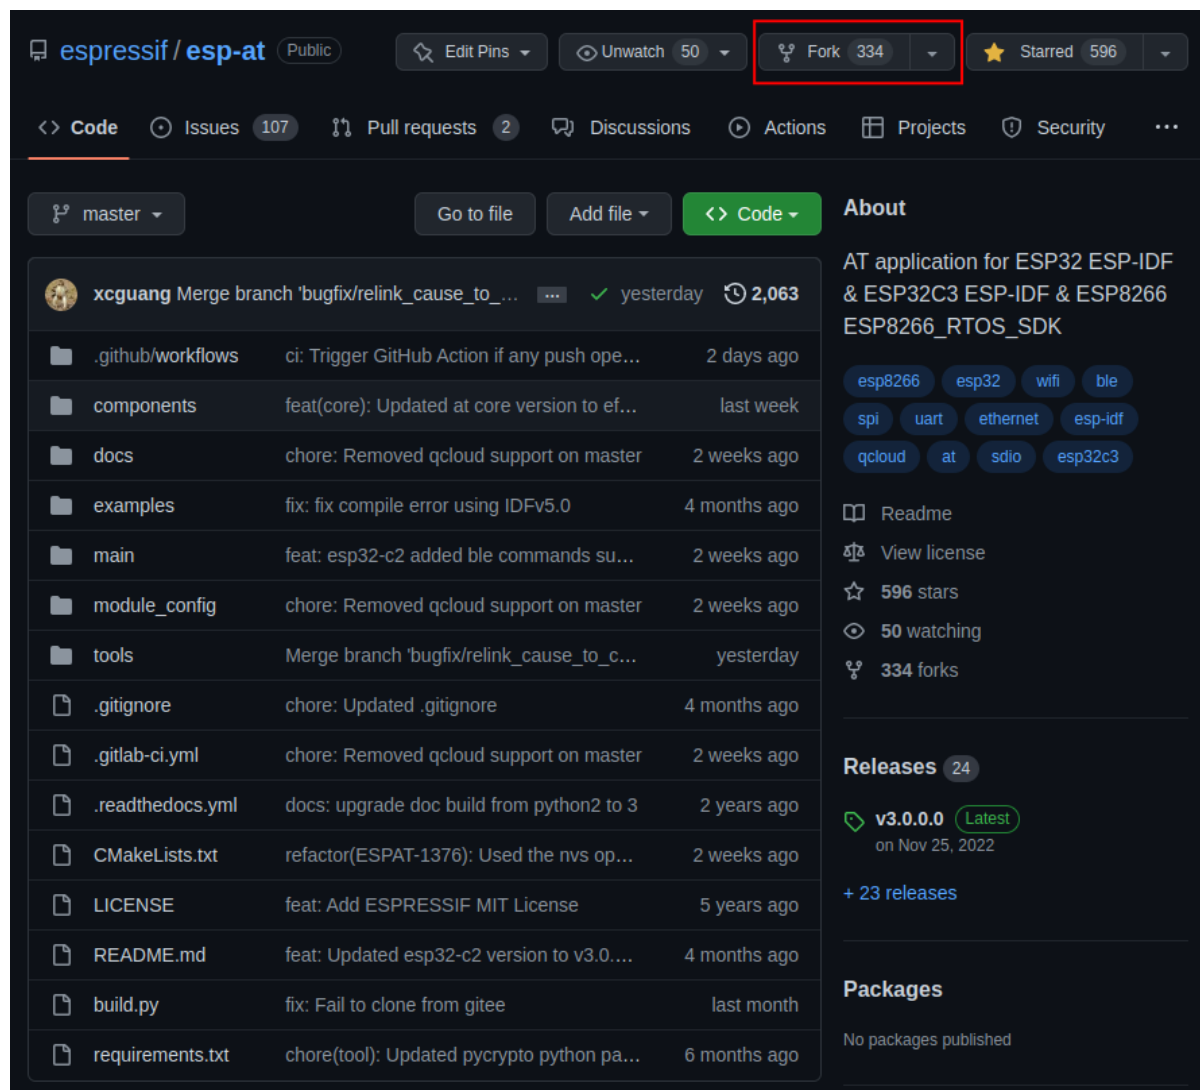 espressif / esp-at Public Edit Pins Unwatch 50 Fork 334 Starred 596
Code Issues 107 Pull requests 2 Discussions Actions Projects Security ...
master Go to file Add file Code
xcguang Merge branch 'bugfix/relink_cause_to_... ... yesterday 2,063
.github/workflows ci: Trigger GitHub Action if any push ope... 2 days ago
components feat(core): Updated at core version to ef... last week
docs chore: Removed qcloud support on master 2 weeks ago
examples fix: fix compile error using IDFv5.0 4 months ago
main feat: esp32-c2 added ble commands su... 2 weeks ago
module_config chore: Removed qcloud support on master 2 weeks ago
tools Merge branch 'bugfix/relink_cause_to_c... yesterday
.gitignore chore: Updated .gitignore 4 months ago
.gitlab-ci.yml chore: Removed qcloud support on master 2 weeks ago
.readthedocs.yml docs: upgrade doc build from python2 to 3 2 years ago
CMakeLists.txt refactor(ESPAT-1376): Used the nvs op... 2 weeks ago
LICENSE feat: Add ESPRESSIF MIT License 5 years ago
README.md feat: Updated esp32-c2 version to v3.0.... 4 months ago
build.py fix: Fail to clone from gitee last month
requirements.txt chore(tool): Updated pycrypto python pa... 6 months ago
About
AT application for ESP32 ESP-IDF
& ESP32C3 ESP-IDF & ESP8266
ESP8266_RTOS_SDK
esp8266 esp32 wifi ble
spi uart ethernet esp-idf
qcloud at sdio esp32c3
Readme
View license
596 stars
50 watching
334 forks
Releases 24
v3.0.0.0 Latest
on Nov 25, 2022
+ 23 releases
Packages
No packages published